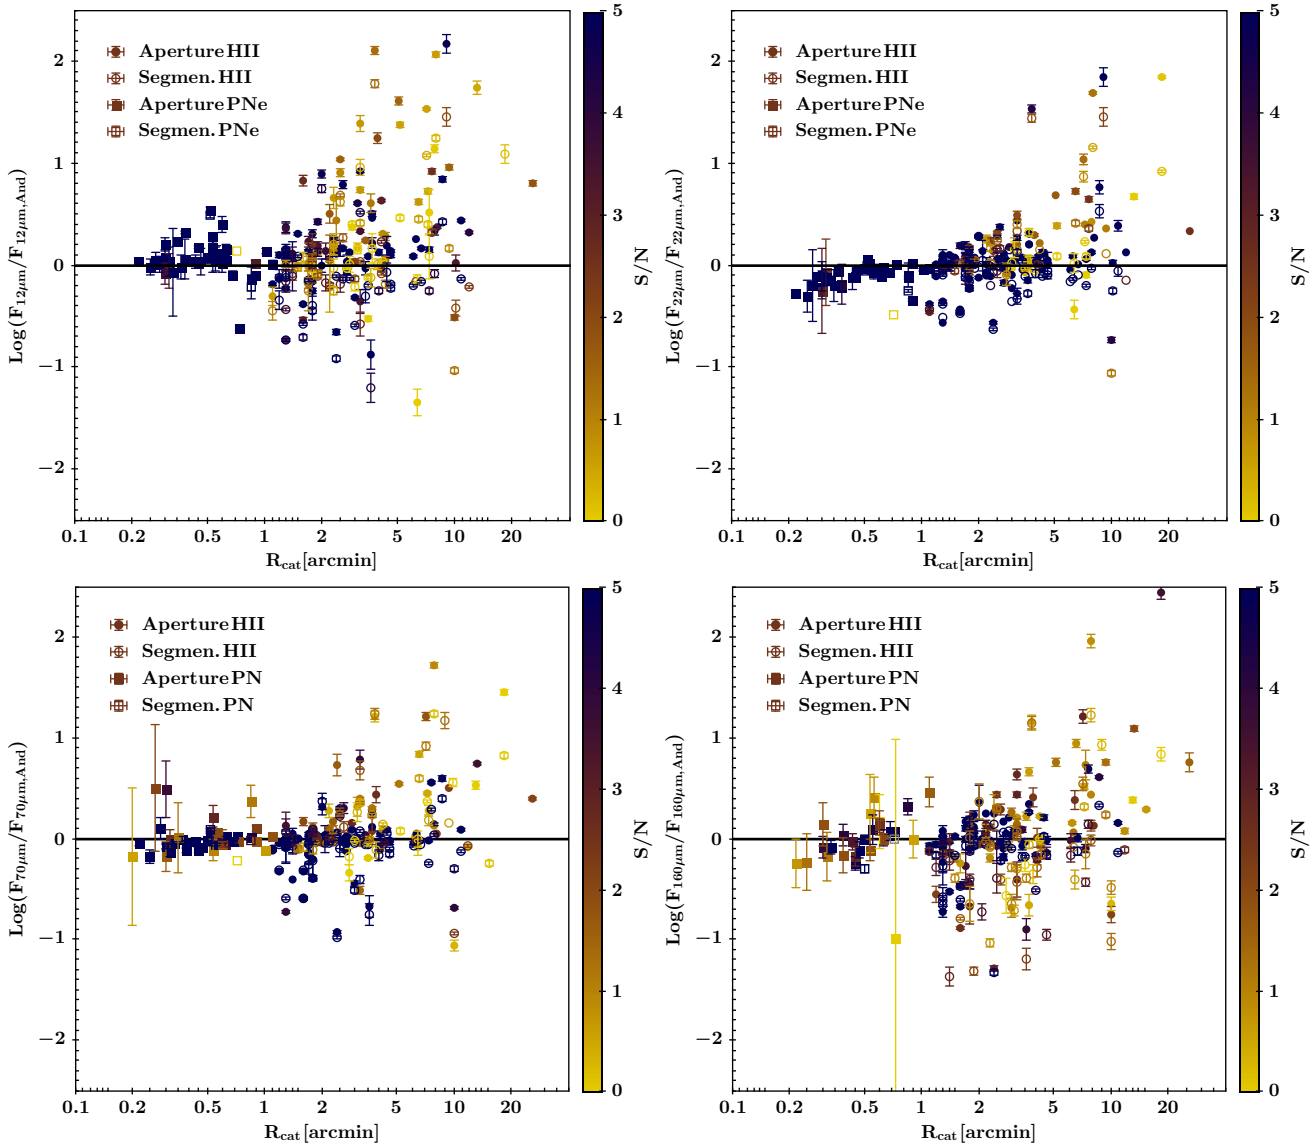 2
1
0
−1
−2
Log(F₁₂μm/F₁₂μm,And)
Aperture HII
Segmen. HII
Aperture PNe
Segmen. PNe
0.1 0.2 0.5 1 2 5 10 20
R_cat[arcmin]
5
4
3
2
1
0
S/N
2
1
0
−1
−2
Log(F₂₂μm/F₂₂μm,And)
Aperture HII
Segmen. HII
Aperture PNe
Segmen. PNe
0.1 0.2 0.5 1 2 5 10 20
R_cat[arcmin]
5
4
3
2
1
0
S/N
2
1
0
−1
−2
Log(F₇₀μm/F₇₀μm,And)
Aperture HII
Segmen. HII
Aperture PN
Segmen. PN
0.1 0.2 0.5 1 2 5 10 20
R_cat[arcmin]
5
4
3
2
1
0
S/N
2
1
0
−1
−2
Log(F₁₆₀μm/F₁₆₀μm,And)
Aperture HII
Segmen. HII
Aperture PN
Segmen. PN
0.1 0.2 0.5 1 2 5 10 20
R_cat[arcmin]
5
4
3
2
1
0
S/N